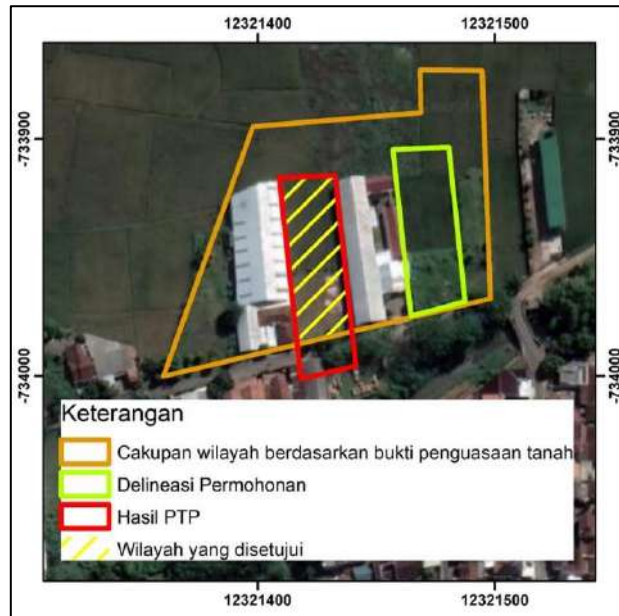 12321400
12321500
-733900
-733900
-734000
-734000
Keterangan
Cakupan wilayah berdasarkan bukti penguasaan tanah
Delineasi Permohonan
Hasil PTP
Wilayah yang disetujui
12321400
12321500